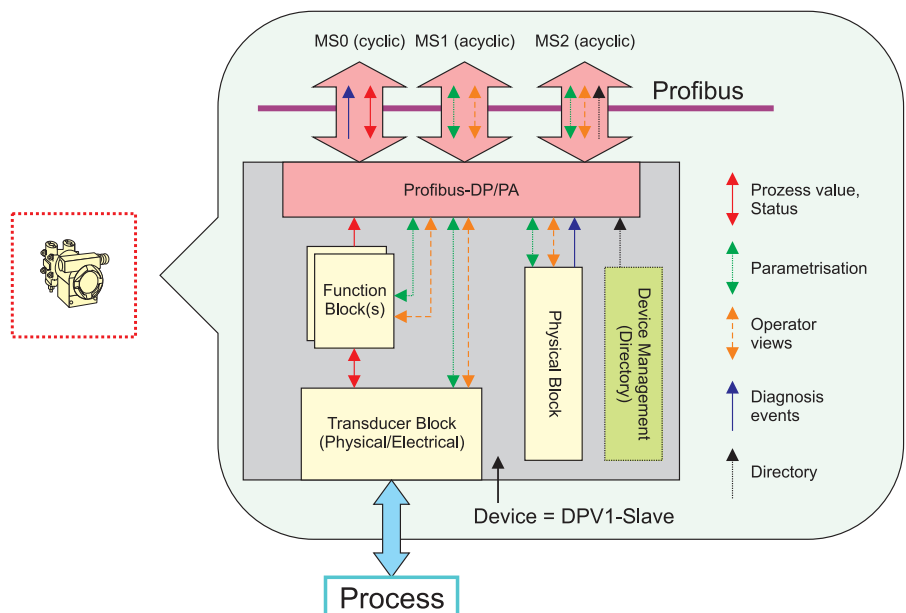 MS0 (cyclic)
MS1 (acyclic)
MS2 (acyclic)
Profibus
Profibus-DP/PA
Function
Block(s)
Transducer Block
(Physical/Electrical)
Physical Block
Device Management
(Directory)
Device = DPV1-Slave
Process
Prozess value,
Status
Parametrisation
Operator
views
Diagnosis
events
Directory